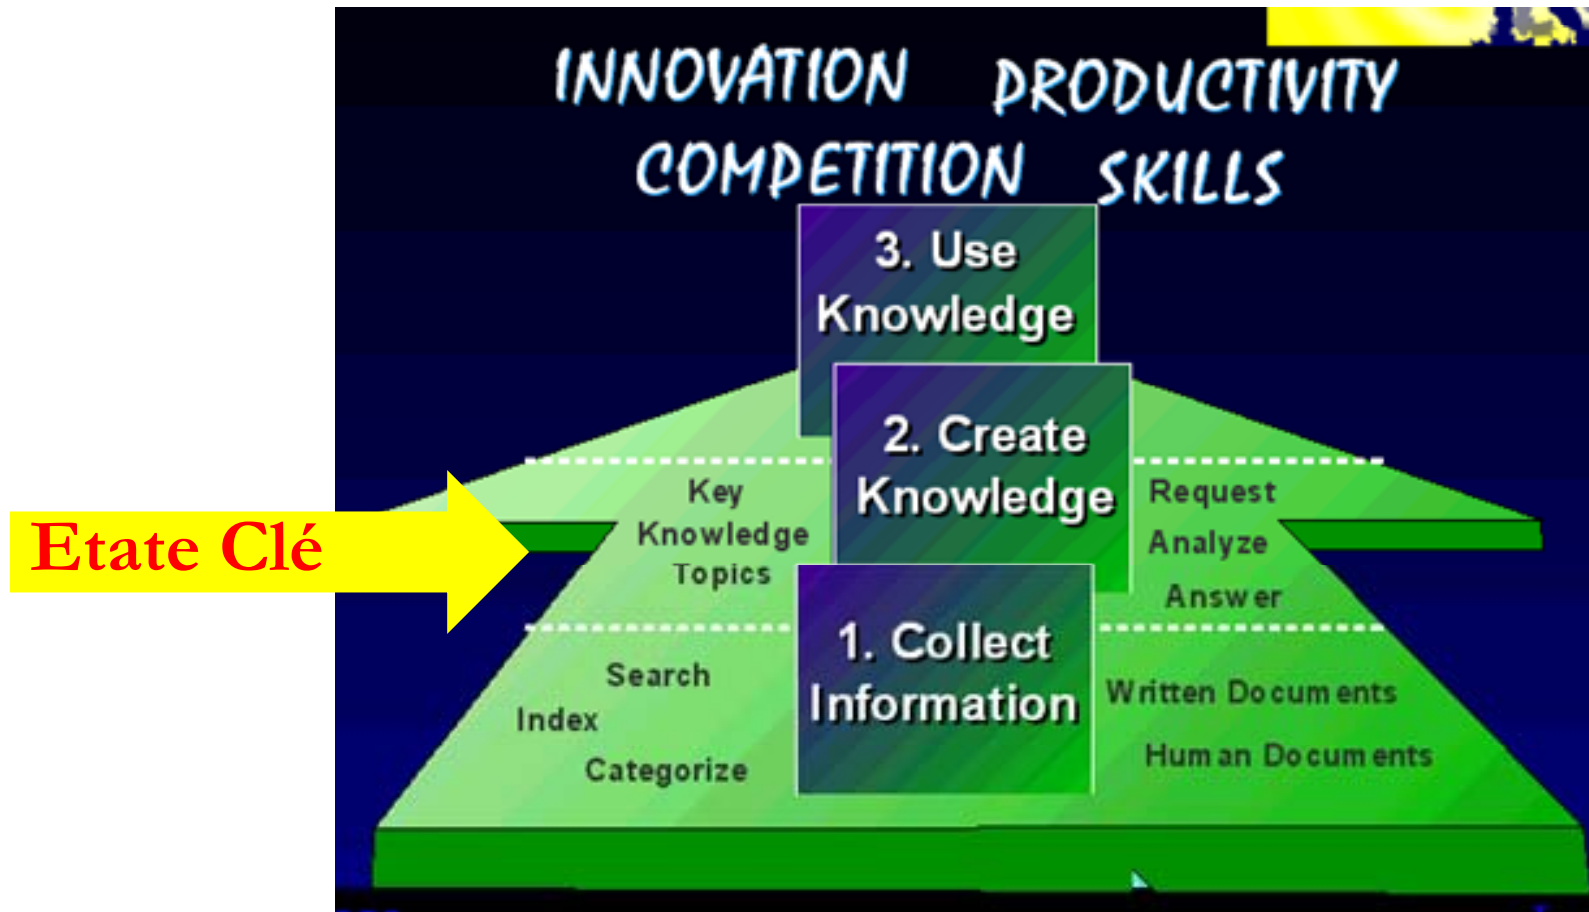 INNOVATION PRODUCTIVITY
COMPETITION SKILLS
3. Use
Knowledge
2. Create
Knowledge
Key
Knowledge
Topics
Request
Analyze
Answer
Etate Clé
1. Collect
Information
Search
Index
Categorize
Written Documents
Human Documents